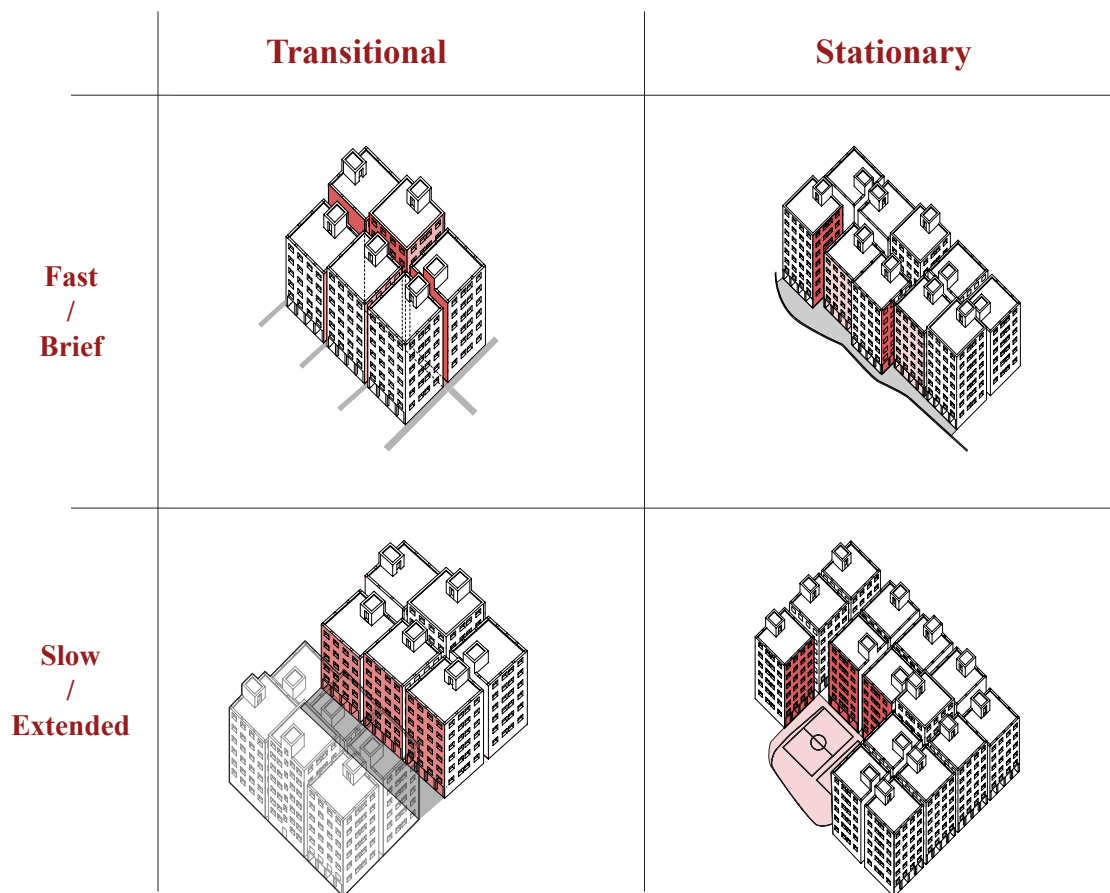 Transitional
Stationary
Fast
/
Brief
Slow
/
Extended